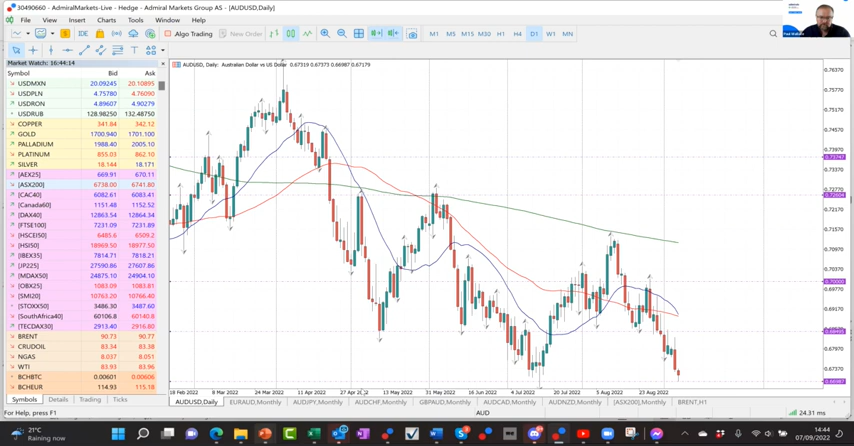 30490660 - AdmiralMarkets-Live - Hedge - Admiral Markets Group AS - [AUDUSD,Daily]
File View Insert Charts Tools Window Help
IDE Algo Trading New Order M1 M5 M15 M30 H1 H4 D1 W1 MN
T
Market Watch: 16:44:14
Symbol Bid Ask
USDMXN 20.09245 20.10895
USDPLN 4.75780 4.76090
USDRON 4.89607 4.90279
USDRUB 128.98250 132.48750
COPPER 341.84 342.12
GOLD 1700.940 1701.100
PALLADIUM 1988.40 2005.10
PLATINUM 855.03 862.10
SILVER 18.144 18.171
[AEX25] 669.91 670.11
[ASX200] 6738.00 6741.80
[CAC40] 6082.61 6083.41
[Canada60] 1151.48 1152.52
[DAX40] 12863.54 12864.34
[FTSE100] 7231.09 7231.89
[HSCEI50] 6485.6 6509.2
[HSI50] 18969.50 18977.50
[IBEX35] 7814.71 7818.21
[JP225] 27590.86 27607.86
[MDAX50] 24875.10 24904.10
[OBX25] 1083.09 1083.81
[SMI20] 10763.20 10766.40
[STOXX50] 3486.30 3487.60
[SouthAfrica40] 60106.8 60140.8
[TECDAX30] 2913.40 2916.80
BRENT 90.73 90.77
CRUDOIL 83.34 83.38
NGAS 8.037 8.051
WTI 83.93 83.96
BCHBTC 0.00601 0.00606
BCHEUR 114.93 115.18
Symbols Details Trading Ticks
AUDUSD, Daily: Australian Dollar vs US Dollar 0.67319 0.67373 0.66987 0.67179
0.76370
0.75770
0.75170
0.74570
0.73970
0.73370
0.72770
0.72170
0.71570
0.70970
0.70000
0.69770
0.69170
0.67970
0.67370
0.66987
18 Feb 2022 8 Mar 2022 24 Mar 2022 11 Apr 2022 27 Apr 2022 13 May 2022 31 May 2022 16 Jun 2022 4 Jul 2022 20 Jul 2022 5 Aug 2022 23 Aug 2022
AUDUSD,Daily EURAUD,Monthly AUDJPY,Monthly AUDCHF,Monthly GBPAUD,Monthly AUDCAD,Monthly AUDNZD,Monthly [ASX200],Monthly BRENT,H1
For Help, press F1 AUD 24.31 ms
21°C
Raining now
14:44
07/09/2022